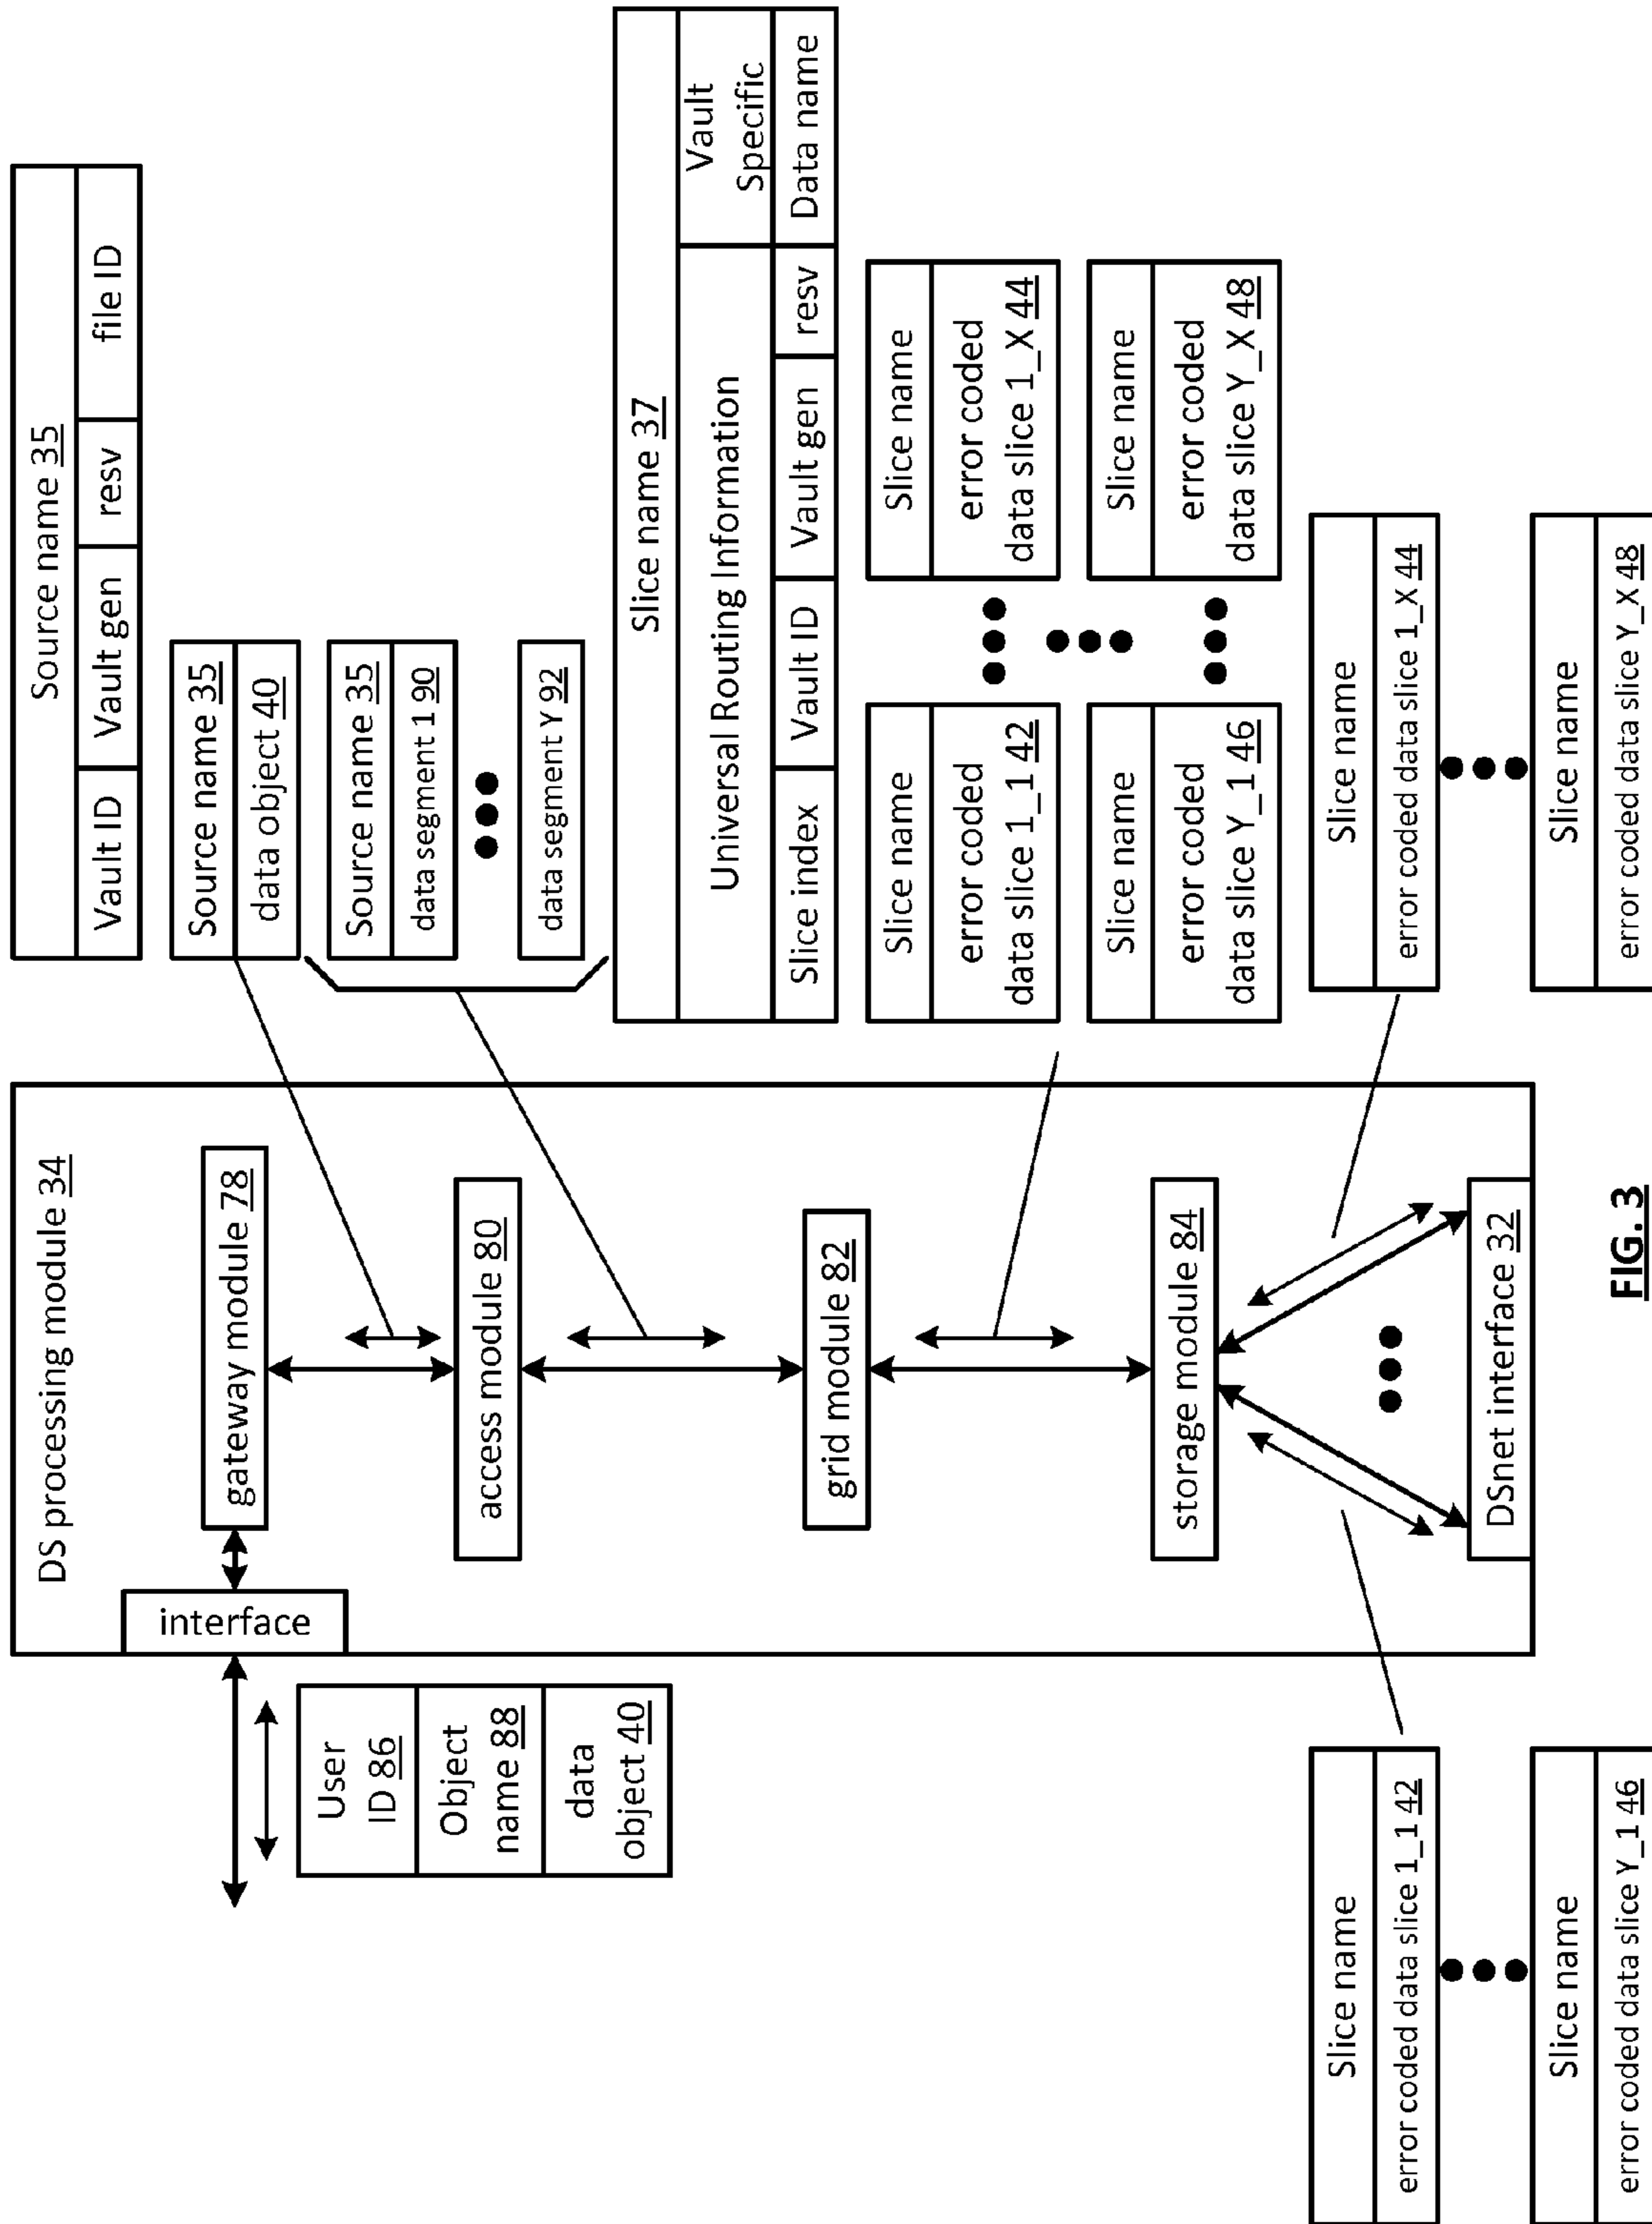 DS processing module 34
interface
gateway module 78
access module 80
grid module 82
storage module 84
DSnet interface 32
User
ID 86
Object
name 88
data
object 40
Source name 35
Vault ID
Vault gen
resv
file ID
Source name 35
data object 40
Source name 35
data segment 1 90
data segment Y 92
Slice name 37
Universal Routing Information
Vault
Specific
Slice index
Vault ID
Vault gen
resv
Data name
Slice name
error coded
data slice 1_1 42
Slice name
error coded
data slice 1_X 44
Slice name
error coded
data slice Y_1 46
Slice name
error coded
data slice Y_X 48
Slice name
error coded data slice 1_1 42
Slice name
error coded data slice Y_1 46
Slice name
error coded data slice 1_X 44
Slice name
error coded data slice Y_X 48
FIG. 3